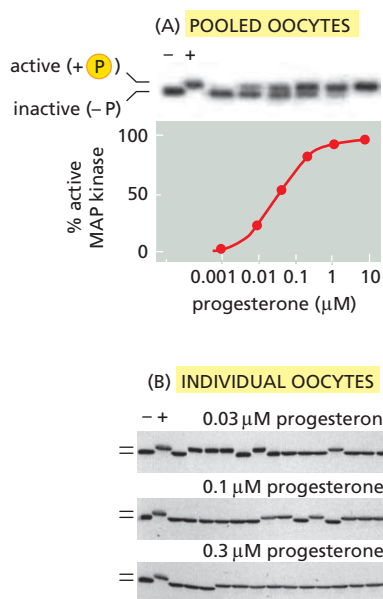 (A) POOLED OOCYTES
– +
active (+ P )
inactive (– P)
100
50
0
% active
MAP kinase
0.001 0.01 0.1 1 10
progesterone (μM)
(B) INDIVIDUAL OOCYTES
– + 0.03 μM progesteron
0.1 μM progesterone
0.3 μM progesterone